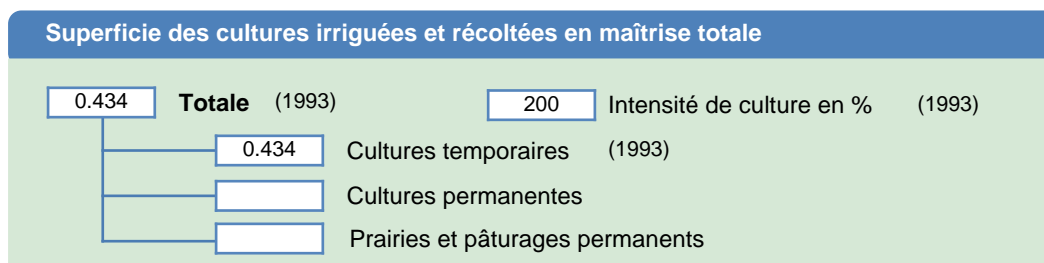 Superficie des cultures irriguées et récoltées en maîtrise totale
0.434 Totale (1993) 200 Intensité de culture en % (1993)
0.434 Cultures temporaires (1993)
Cultures permanentes
Prairies et pâturages permanents